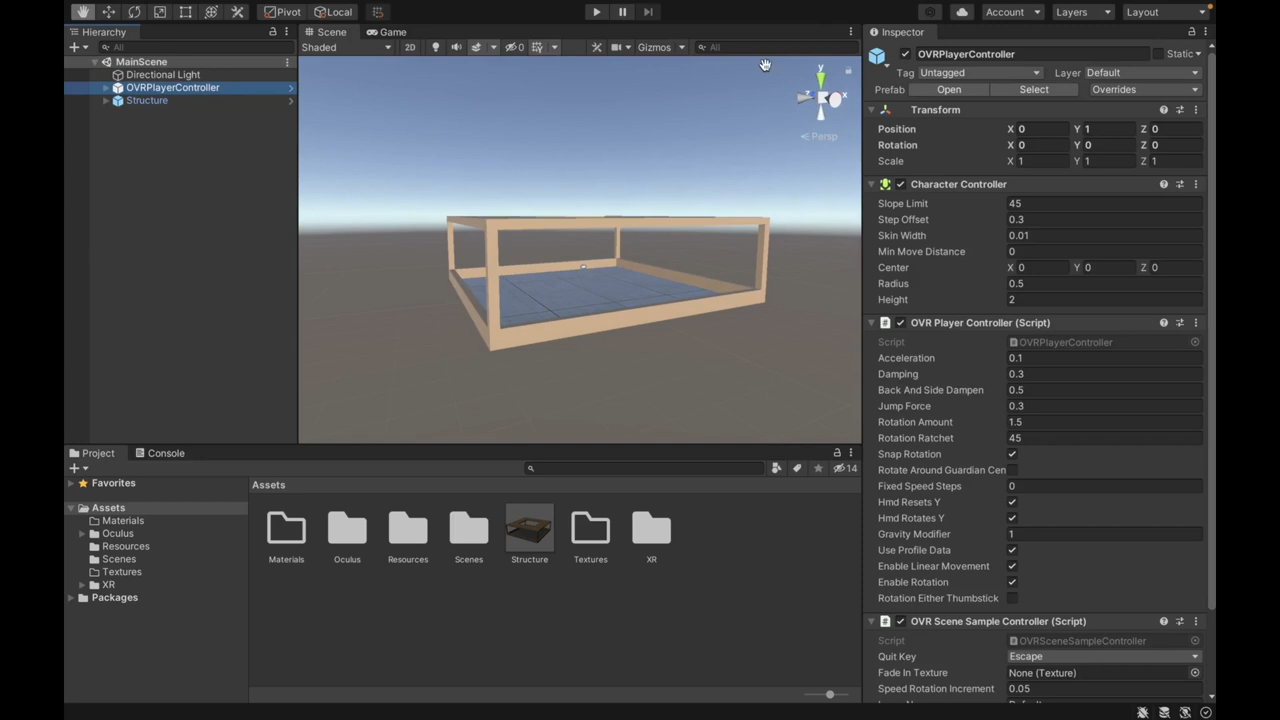 Pivot Local Account Layers Layout
Hierarchy
All
MainScene
Directional Light
OVRPlayerController
Structure
Scene Game
Shaded 2D 0 Gizmos All
y
z x
Persp
Inspector
OVRPlayerController Static
Tag Untagged Layer Default
Prefab Open Select Overrides
Transform
Position X 0 Y 1 Z 0
Rotation X 0 Y 0 Z 0
Scale X 1 Y 1 Z 1
Character Controller
Slope Limit 45
Step Offset 0.3
Skin Width 0.01
Min Move Distance 0
Center X 0 Y 0 Z 0
Radius 0.5
Height 2
OVR Player Controller (Script)
Script OVRPlayerController
Acceleration 0.1
Damping 0.3
Back And Side Dampen 0.5
Jump Force 0.3
Rotation Amount 1.5
Rotation Ratchet 45
Snap Rotation
Rotate Around Guardian Cen
Fixed Speed Steps 0
Hmd Resets Y
Hmd Rotates Y
Gravity Modifier 1
Use Profile Data
Enable Linear Movement
Enable Rotation
Rotation Either Thumbstick
OVR Scene Sample Controller (Script)
Script OVRSceneSampleController
Quit Key Escape
Fade In Texture None (Texture)
Speed Rotation Increment 0.05
Project Console
14
Favorites
Assets
Materials
Oculus
Resources
Scenes
Textures
XR
Packages
Assets
Materials Oculus Resources Scenes Structure Textures XR